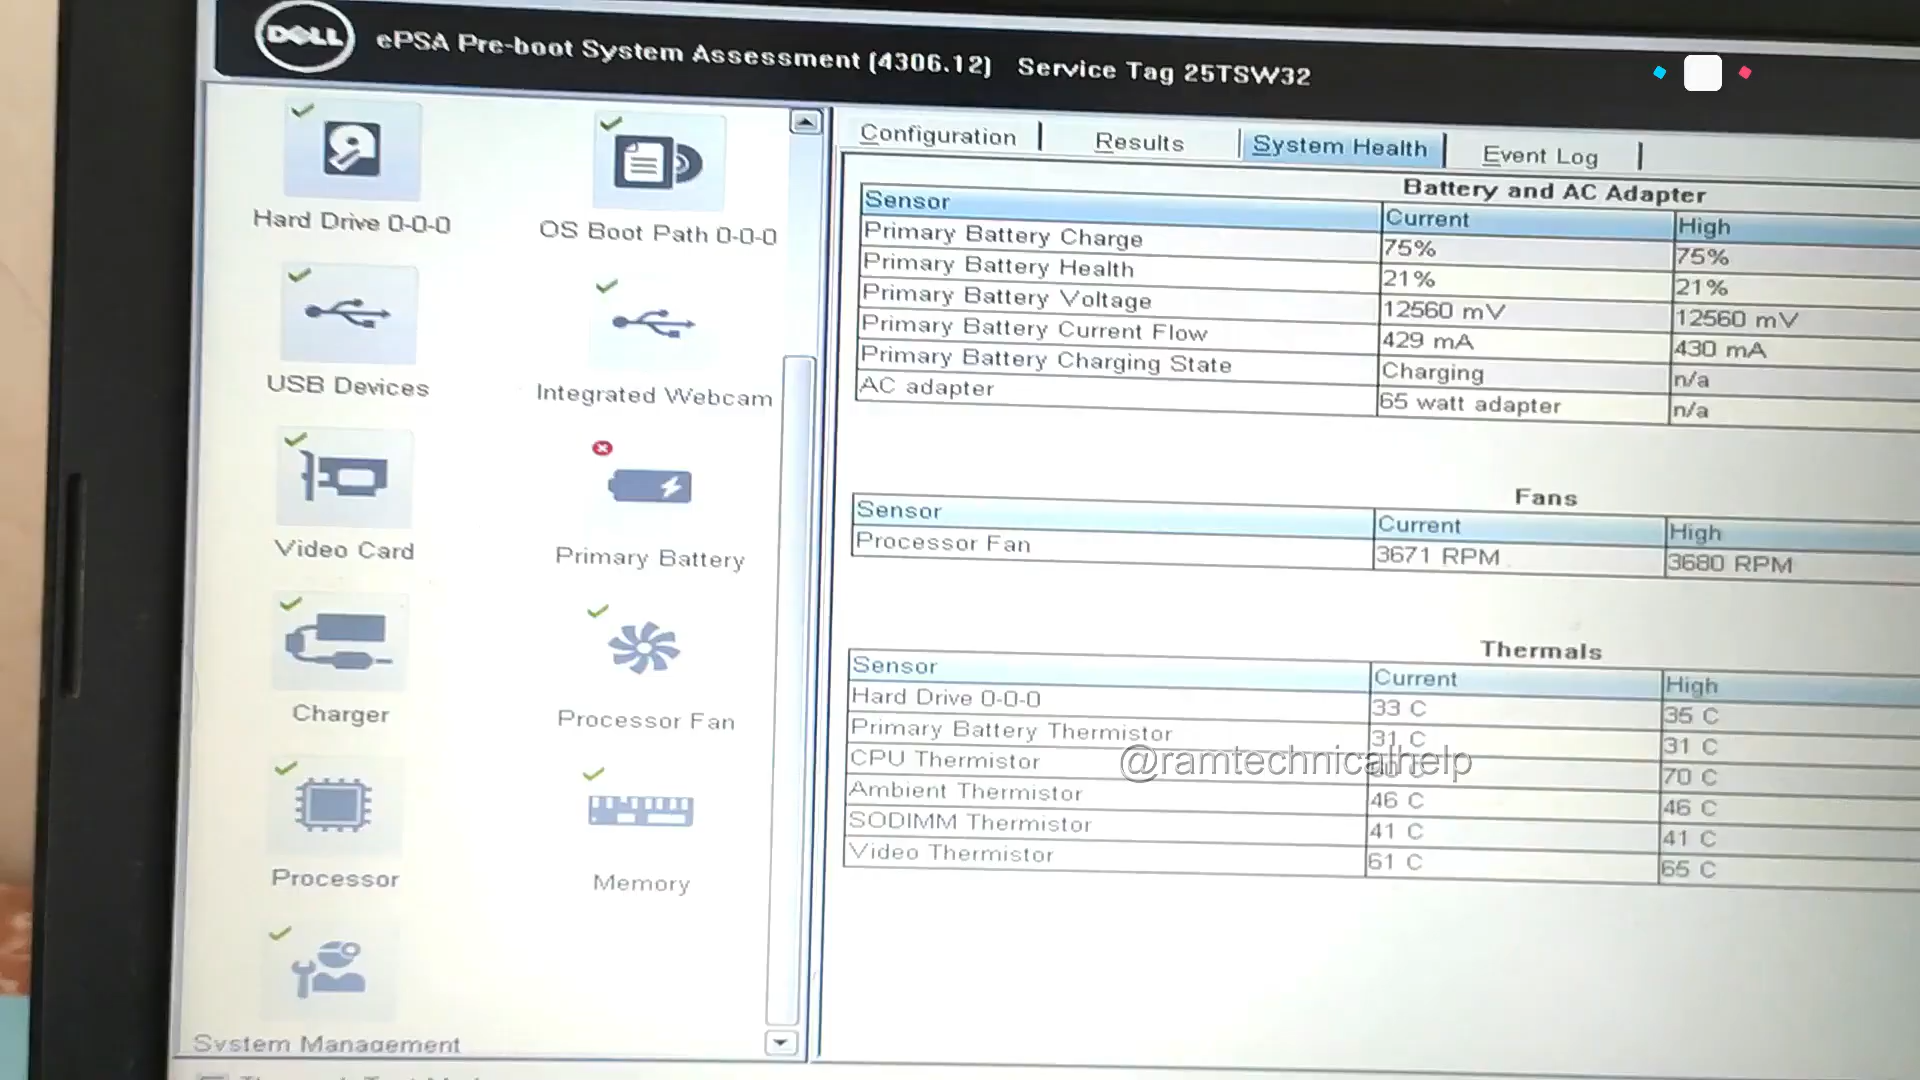 DELL ePSA Pre-boot System Assessment (4306.12) Service Tag 25TSW32
Hard Drive 0-0-0
OS Boot Path 0-0-0
USB Devices
Integrated Webcam
Video Card
Primary Battery
Charger
Processor Fan
Processor
Memory
System Management
Configuration Results System Health Event Log
Battery and AC Adapter
Sensor Current High
Primary Battery Charge 75% 75%
Primary Battery Health 21% 21%
Primary Battery Voltage 12560 mV 12560 mV
Primary Battery Current Flow 429 mA 430 mA
Primary Battery Charging State Charging n/a
AC adapter 65 watt adapter n/a
Fans
Sensor Current High
Processor Fan 3671 RPM 3680 RPM
Thermals
Sensor Current High
Hard Drive 0-0-0 33 C 35 C
Primary Battery Thermistor 31 C 31 C
CPU Thermistor C 70 C
Ambient Thermistor 46 C 46 C
SODIMM Thermistor 41 C 41 C
Video Thermistor 61 C 65 C
@ramtechnicalhelp